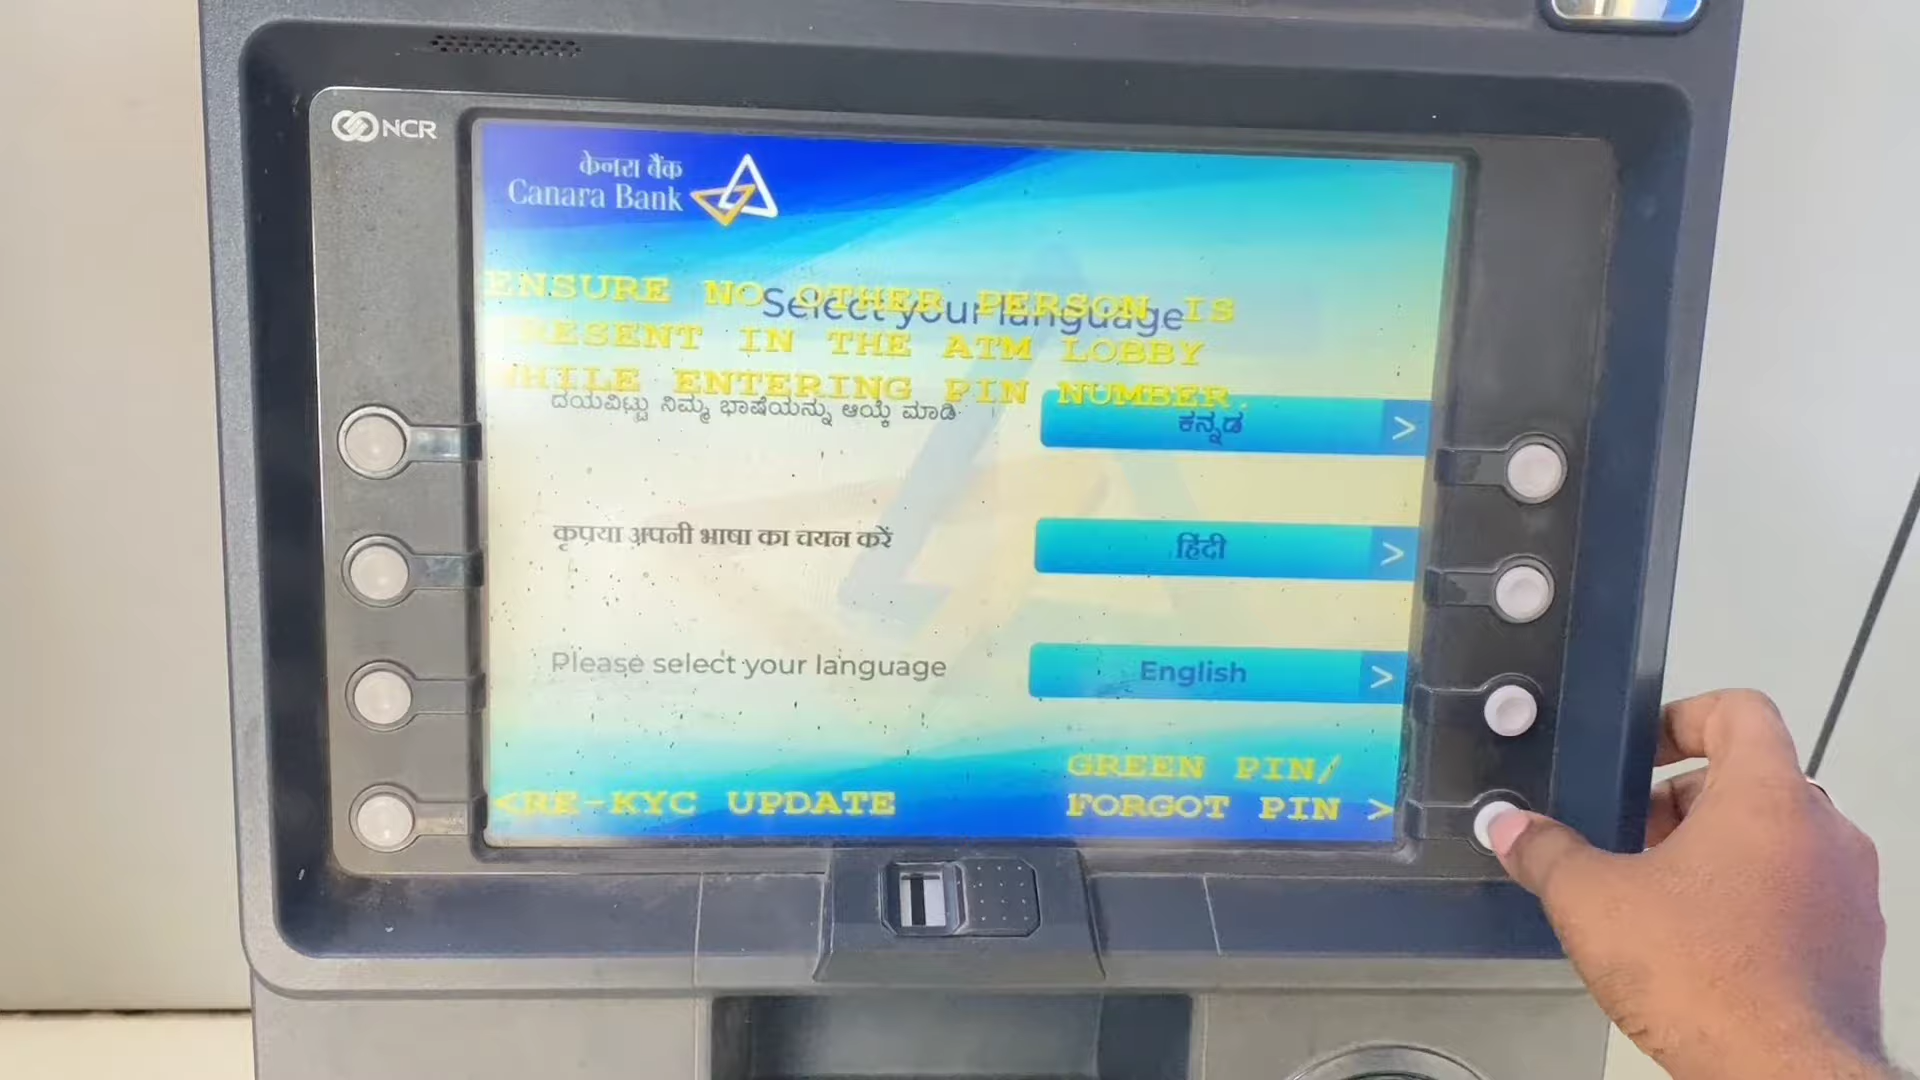 NCR
केनरा बैंक
Canara Bank
ENSURE NO OTHER PERSON IS
Select your language
PRESENT IN THE ATM LOBBY
WHILE ENTERING PIN NUMBER.
ದಯವಿಟ್ಟು ನಿಮ್ಮ ಭಾಷೆಯನ್ನು ಆಯ್ಕೆ ಮಾಡಿ
ಕನ್ನಡ >
कृपया अपनी भाषा का चयन करें
हिंदी >
Please select your language
English >
GREEN PIN/
<RE-KYC UPDATE
FORGOT PIN >